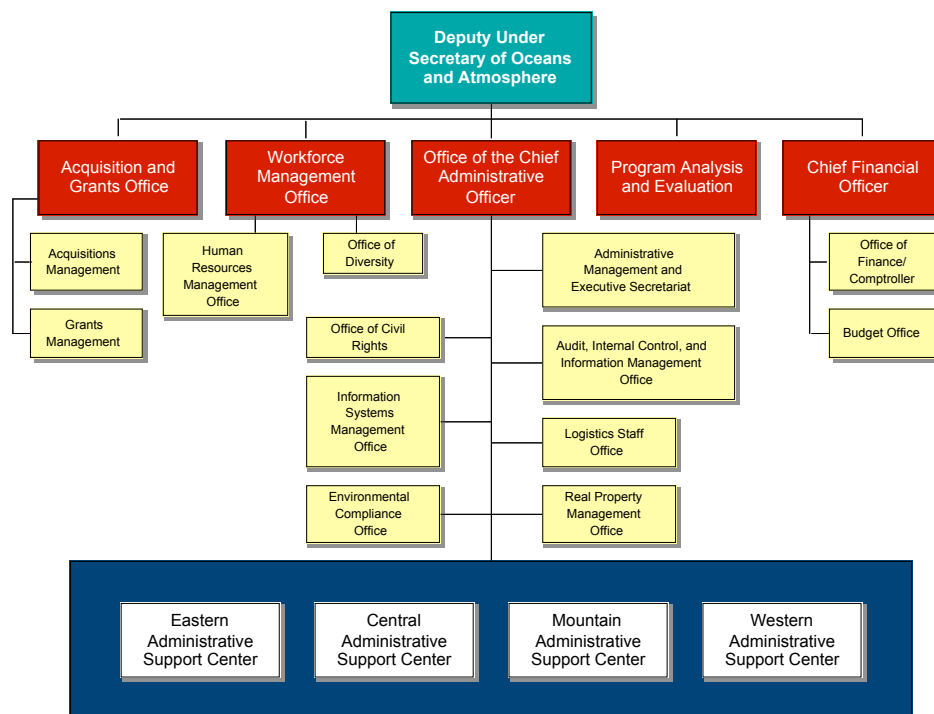 Deputy Under
Secretary of Oceans
and Atmosphere
Acquisition and
Grants Office
Workforce
Management
Office
Office of the Chief
Administrative
Officer
Program Analysis
and Evaluation
Chief Financial
Officer
Acquisitions
Management
Grants
Management
Human
Resources
Management
Office
Office of
Diversity
Administrative
Management and
Executive Secretariat
Office of Civil
Rights
Audit, Internal Control, and
Information Management
Office
Information
Systems
Management
Office
Logistics Staff
Office
Environmental
Compliance
Office
Real Property
Management
Office
Office of
Finance/
Comptroller
Budget Office
Eastern
Administrative
Support Center
Central
Administrative
Support Center
Mountain
Administrative
Support Center
Western
Administrative
Support Center